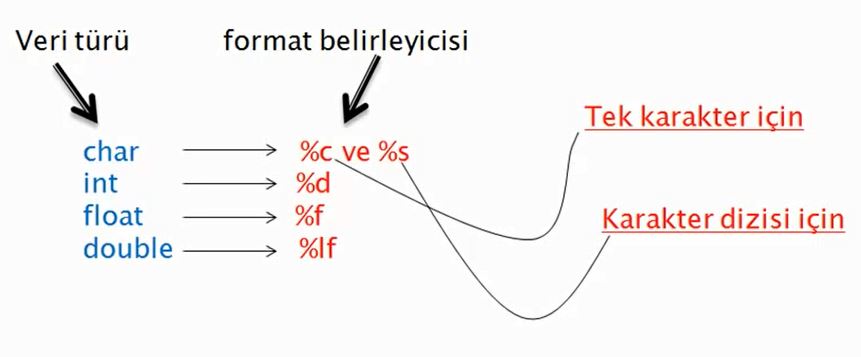 Veri türü format belirleyicisi
Tek karakter için
char %c ve %s
int %d
float %f
Karakter dizisi için
double %lf